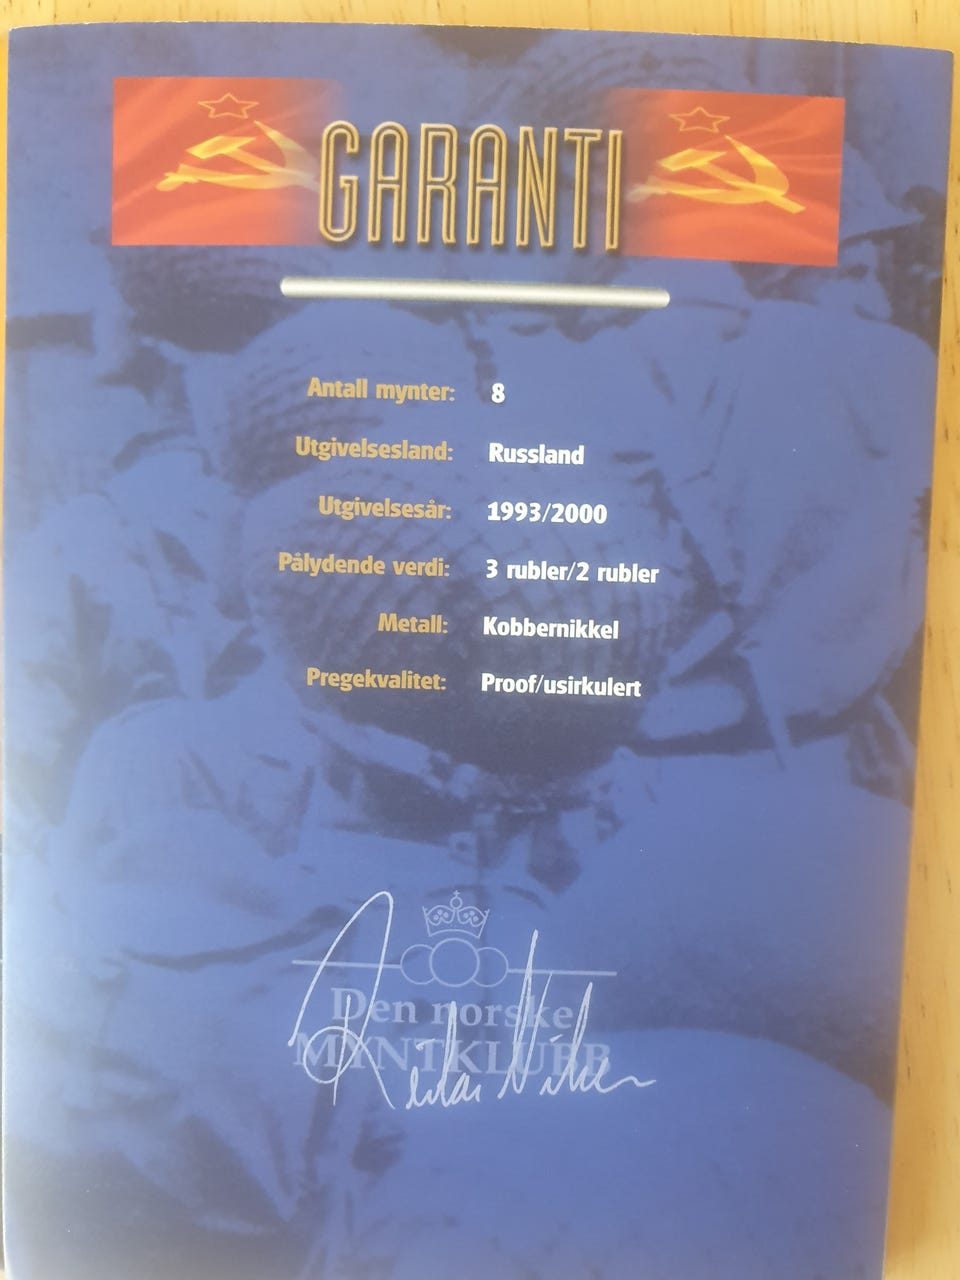 GARANTI
Antall mynter: 8
Utgivelsesland: Russland
Utgivelsesår: 1993/2000
Pålydende verdi: 3 rubler/2 rubler
Metall: Kobbernikkel
Pregekvalitet: Proof/usirkulert
Den norske
MYNTKLUBB
Reidar